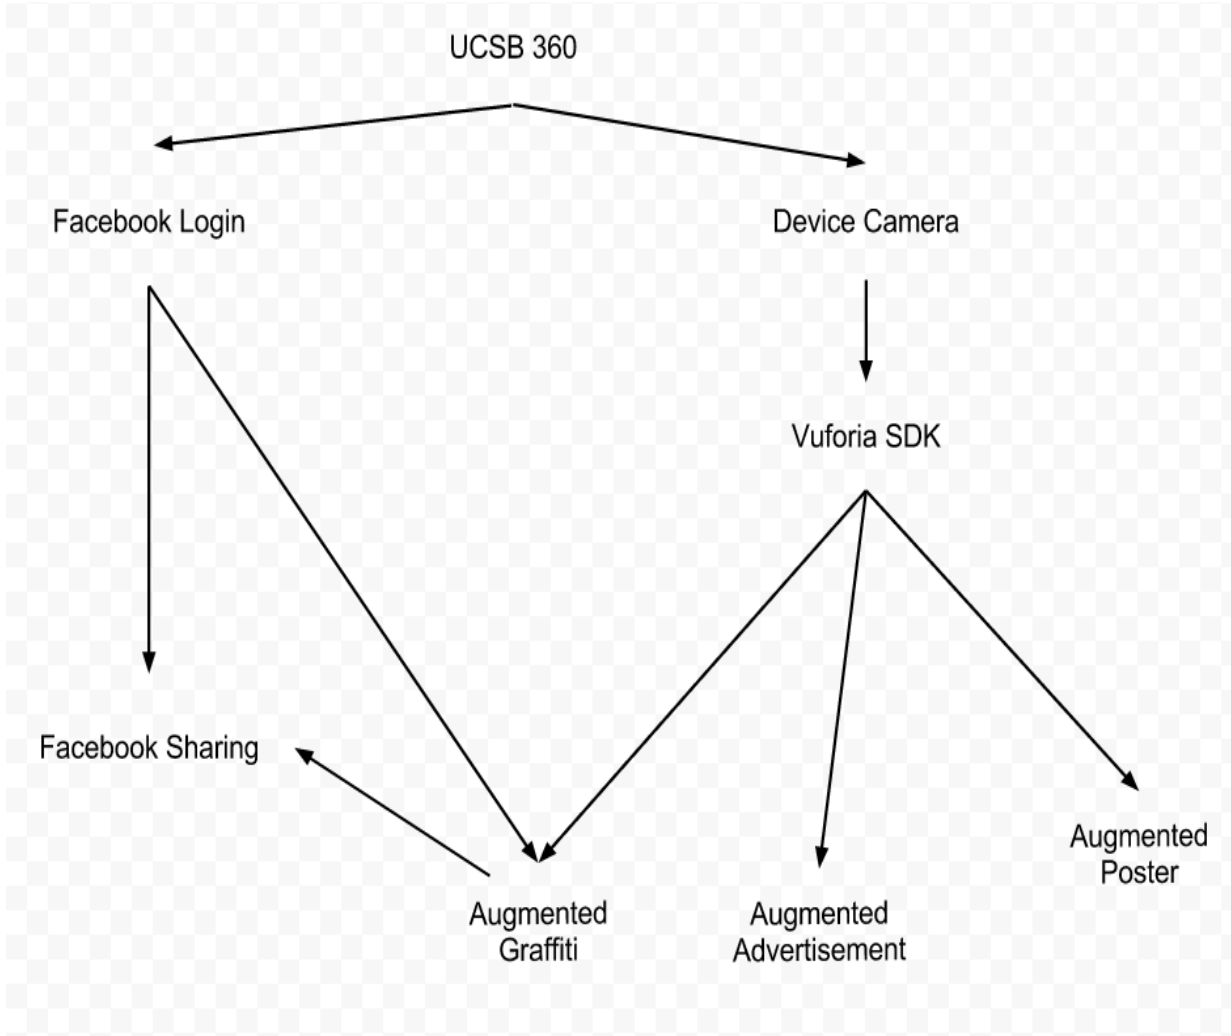 UCSB 360
Facebook Login
Device Camera
Vuforia SDK
Facebook Sharing
Augmented
Poster
Augmented
Graffiti
Augmented
Advertisement